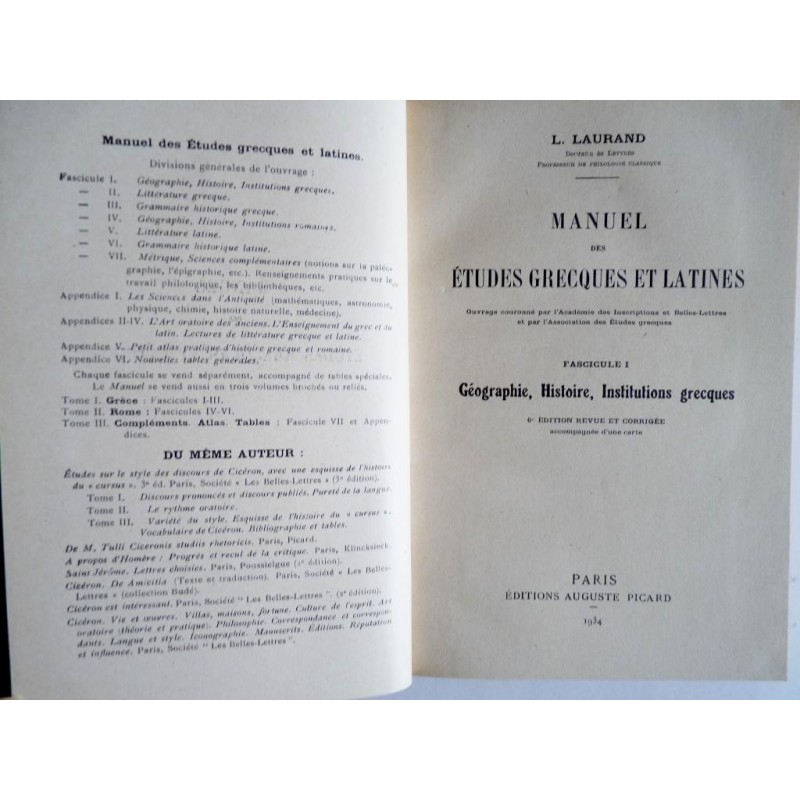 Manuel des Études grecques et latines.
Divisions générales de l'ouvrage :
Fascicule I. Géographie, Histoire, Institutions grecques.
— II. Littérature grecque.
— III. Grammaire historique grecque.
— IV. Géographie, Histoire, Institutions romaines.
— V. Littérature latine.
— VI. Grammaire historique latine.
— VII. Métrique, Sciences complémentaires (notions sur la paléo-
graphie, l'épigraphie, etc.). Renseignements pratiques sur le
travail philologique, les bibliothèques, etc.
Appendice I. Les Sciences dans l'Antiquité (mathématiques, astronomie,
physique, chimie, histoire naturelle, médecine).
Appendices II-IV. L'Art oratoire des anciens. L'Enseignement du grec et du
latin. Lectures de littérature grecque et latine.
Appendice V. Petit atlas pratique d'histoire grecque et romaine.
Appendice VI. Nouvelles tables générales.
Chaque fascicule se vend séparément, accompagné de tables spéciales.
Le Manuel se vend aussi en trois volumes brochés ou reliés.
Tome I. Grèce : Fascicules I-III.
Tome II. Rome : Fascicules IV-VI.
Tome III. Compléments. Atlas. Tables : Fascicule VII et Appen-
dices.
DU MÊME AUTEUR :
Études sur le style des discours de Cicéron, avec une esquisse de l'histoire
du « cursus ». 3e éd. Paris, Société « Les Belles-Lettres » (3e édition).
Tome I. Discours prononcés et discours publiés. Pureté de la langue.
Tome II. Le rythme oratoire.
Tome III. Variété du style. Esquisse de l'histoire du « cursus ».
Vocabulaire de Cicéron. Bibliographie et tables.
De M. Tulli Ciceronis studiis rhetoricis. Paris, Picard.
A propos d'Homère : Progrès et recul de la critique. Paris, Klincksieck.
Saint Jérôme. Lettres choisies. Paris, Poussielgue
Cicéron. De Amicitia (Texte et traduction). Paris, Société « Les Belles-
Lettres » (collection Budé).
Cicéron est intéressant. Paris, Société " Les Belles-Lettres ". (2e édition).
Cicéron. Vie et œuvres. Villas, maisons, fortune. Culture de l'esprit. Art
oratoire (théorie et pratique). Philosophie. Correspondance et correspon-
dants. Langue et style. Iconographie. Manuscrits. Éditions. Réputation
et influence. Paris, Société " Les Belles-Lettres ".
L. LAURAND
Docteur ès Lettres
Professeur de philologie classique
MANUEL
DES
ÉTUDES GRECQUES ET LATINES
Ouvrage couronné par l'Académie des Inscriptions et Belles-Lettres
et par l'Association des Études grecques
FASCICULE I
Géographie, Histoire, Institutions grecques
6e ÉDITION REVUE ET CORRIGÉE
accompagnée d'une carte
PARIS
ÉDITIONS AUGUSTE PICARD
1934